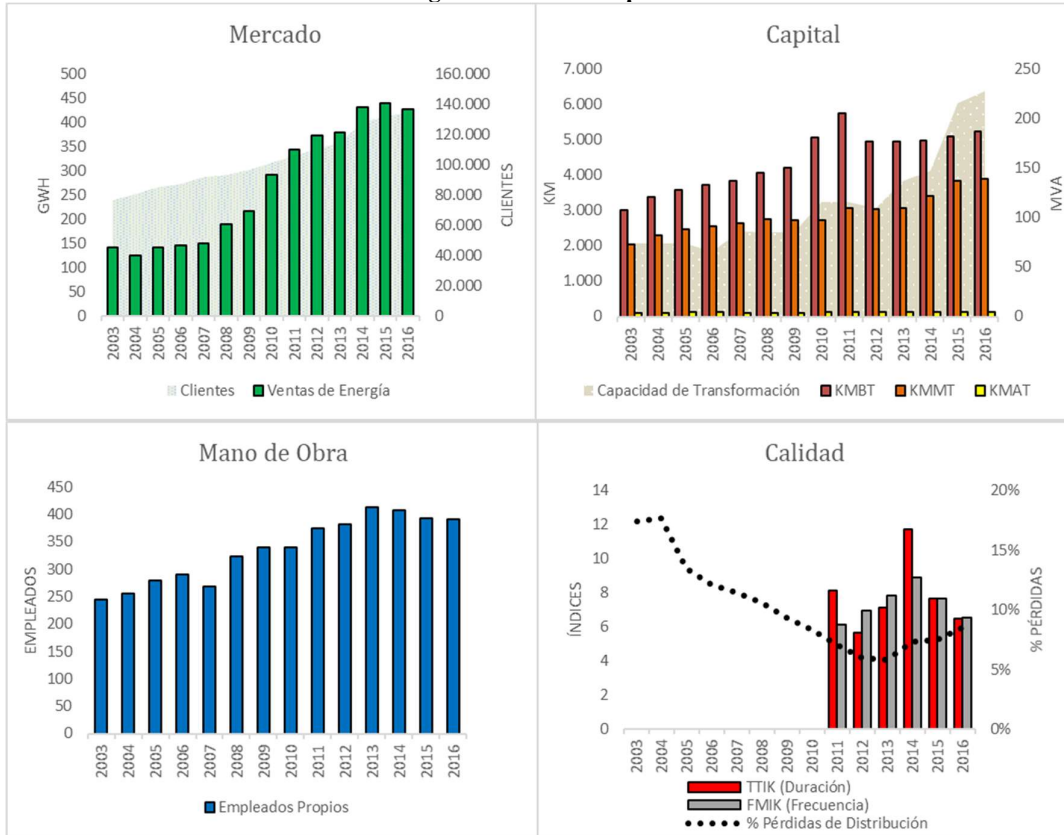 Mercado
500
450
400
350
300
250
200
150
100
50
0
GWH
160.000
140.000
120.000
100.000
80.000
60.000
40.000
20.000
0
CLIENTES
2003 2004 2005 2006 2007 2008 2009 2010 2011 2012 2013 2014 2015 2016
Clientes Ventas de Energía
Capital
7.000
6.000
5.000
4.000
3.000
2.000
1.000
0
KM
250
200
150
100
50
0
MVA
2003 2004 2005 2006 2007 2008 2009 2010 2011 2012 2013 2014 2015 2016
Capacidad de Transformación KMBT KMMT KMAT
Mano de Obra
450
400
350
300
250
200
150
100
50
0
EMPLEADOS
2003 2004 2005 2006 2007 2008 2009 2010 2011 2012 2013 2014 2015 2016
Empleados Propios
Calidad
14
12
10
8
6
4
2
0
ÍNDICES
20%
15%
10%
5%
0%
% PÉRDIDAS
2003 2004 2005 2006 2007 2008 2009 2010 2011 2012 2013 2014 2015 2016
TTIK (Duración)
FMIK (Frecuencia)
% Pérdidas de Distribución